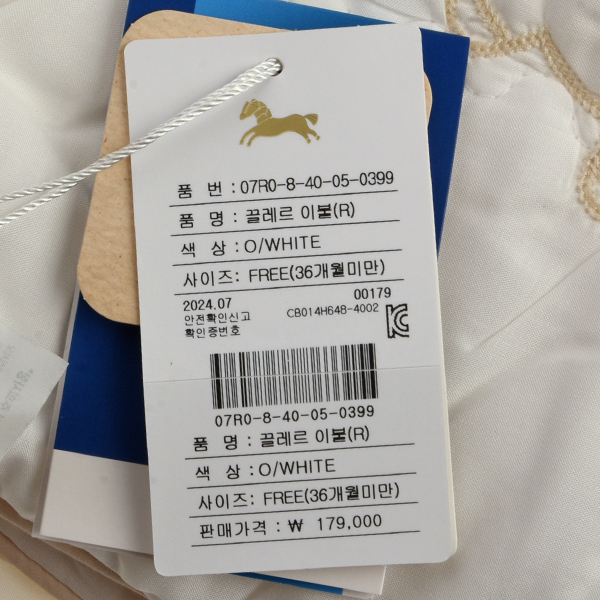 품 번 : 07R0-8-40-05-0399
품 명 : 끌레르 이불(R)
색 상 : O/WHITE
사이즈: FREE(36개월미만)
2024.07 00179
안전확인신고 CB014H648-4002
확인증번호
07R0-8-40-05-0399
품 명 : 끌레르 이불(R)
색 상 : O/WHITE
사이즈: FREE(36개월미만)
판매가격 : ₩ 179,000